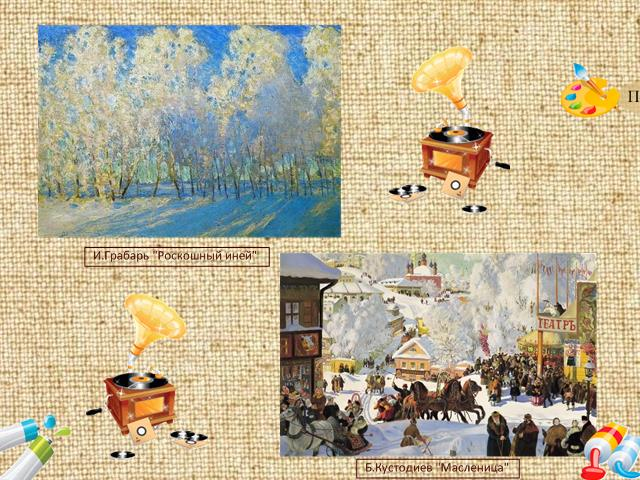 П
И.Грабарь "Роскошный иней"
ТЕАТРЪ
Б.Кустодиев "Масленица"